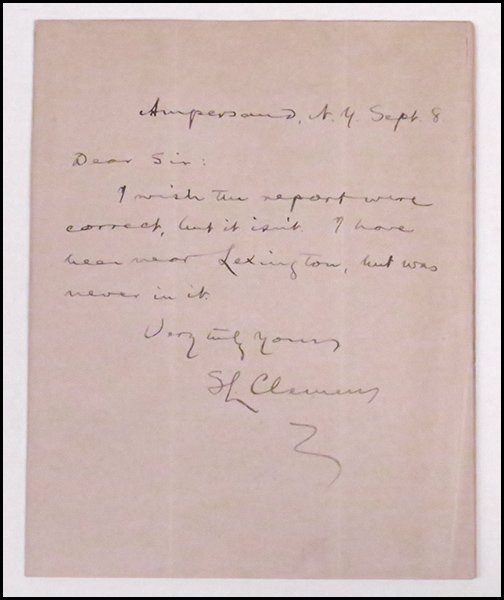 Ampersand, N.Y. Sept. 8
Dear Sir:
I wish the report were
correct, but it isn't. I have
been near Lexington, but was
never in it.
Very truly Yours
SL Clemens